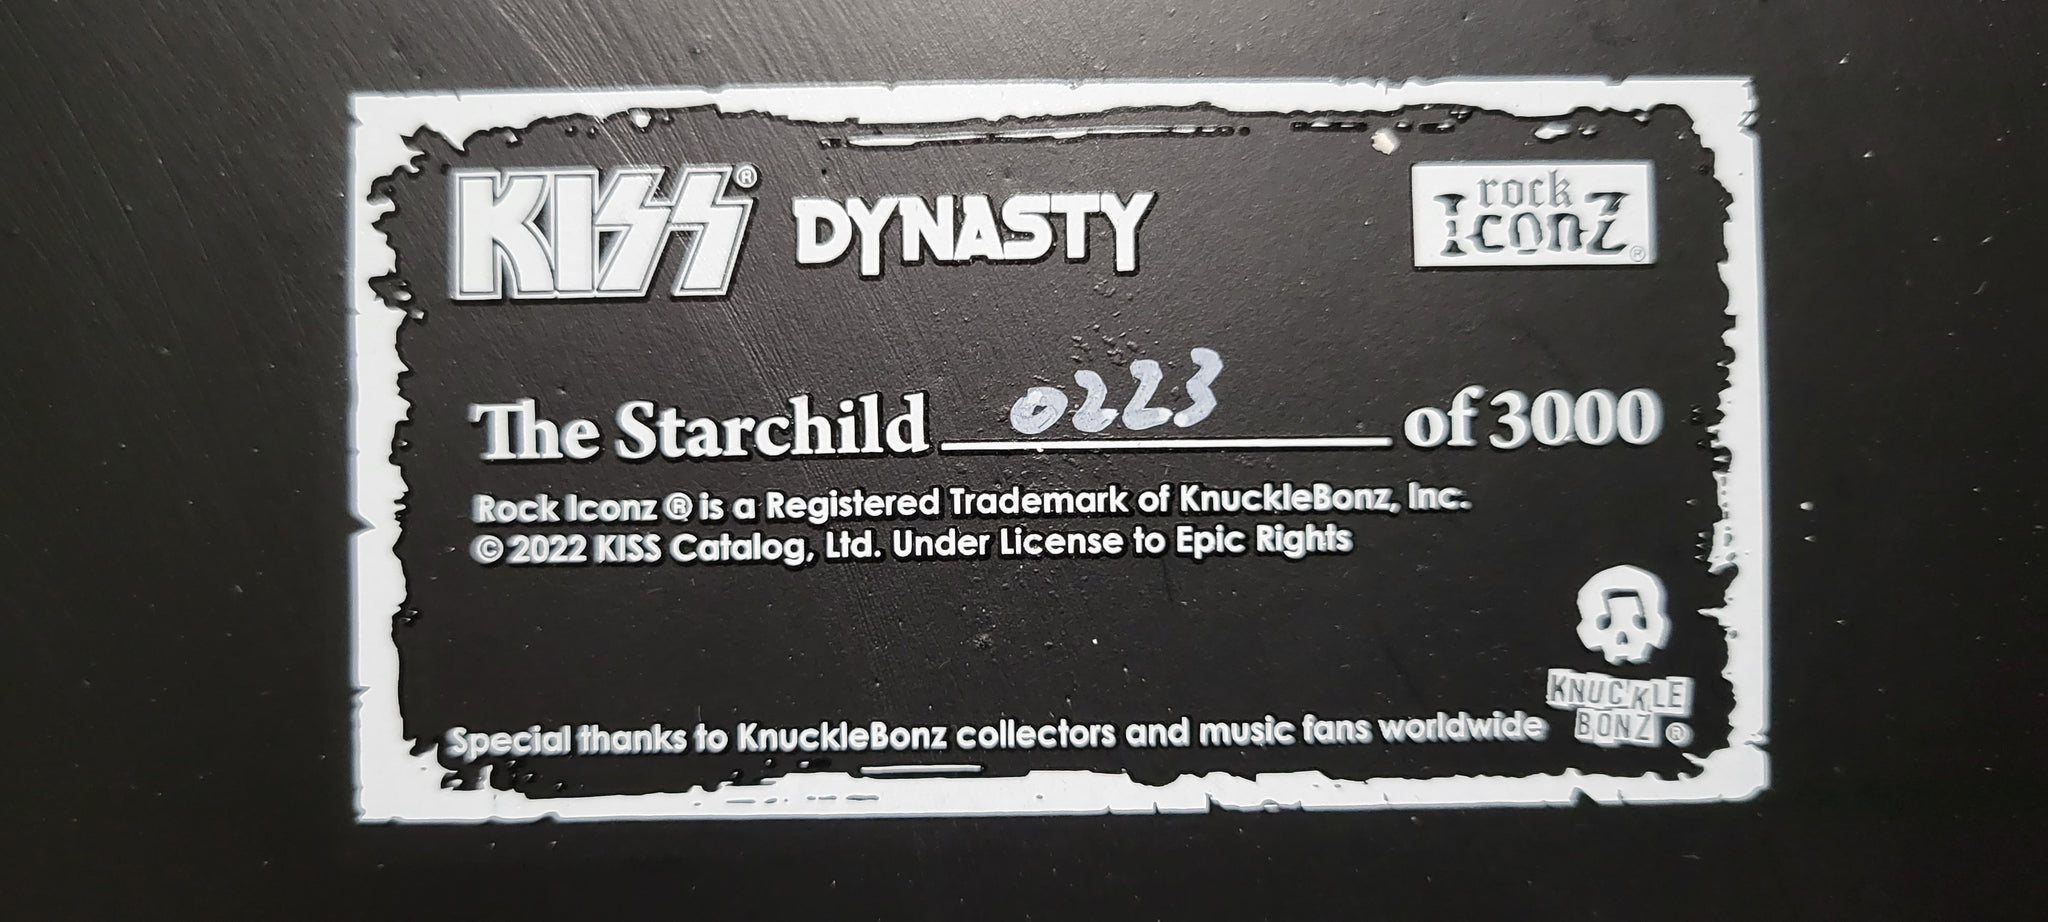 KISS® DYNASTY
rock Iconz®
The Starchild 0223 of 3000
Rock Iconz ® is a Registered Trademark of KnuckleBonz, Inc.
© 2022 KISS Catalog, Ltd. Under License to Epic Rights
KNUCKLE
BONZ®
Special thanks to KnuckleBonz collectors and music fans worldwide